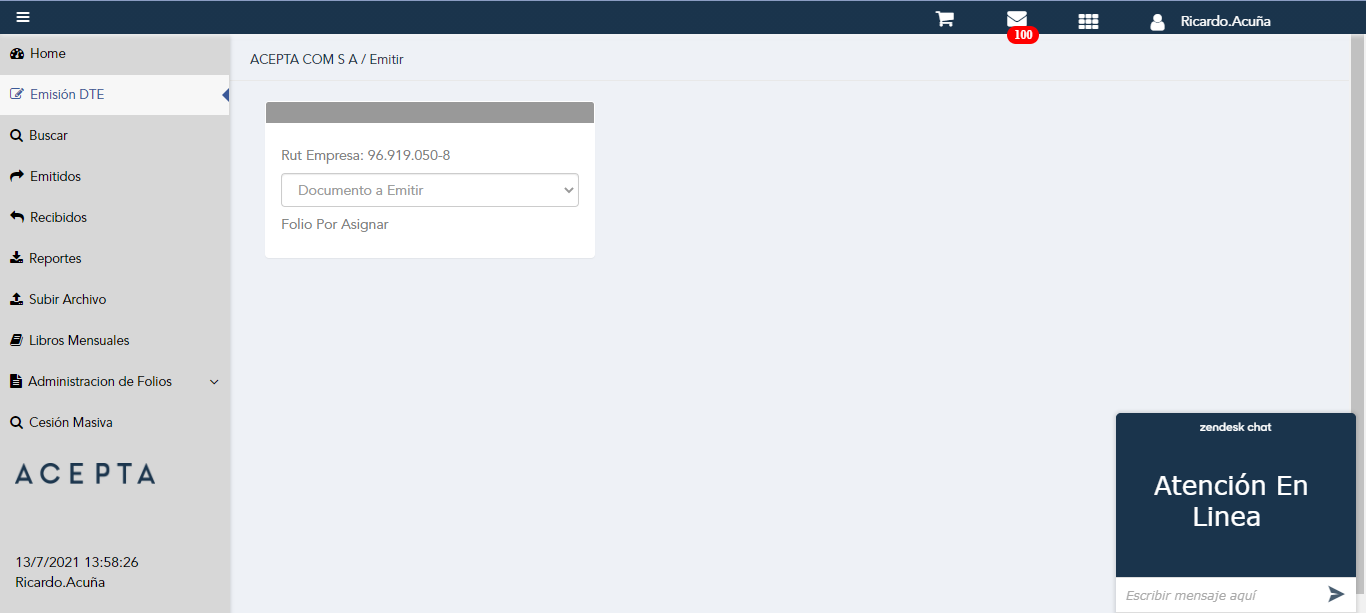 Ricardo.Acuña
100
Home
Emisión DTE
Buscar
Emitidos
Recibidos
Reportes
Subir Archivo
Libros Mensuales
Administracion de Folios
Cesión Masiva
ACEPTA
13/7/2021 13:58:26
Ricardo.Acuña
ACEPTA COM S A / Emitir
Rut Empresa: 96.919.050-8
Documento a Emitir
Folio Por Asignar
zendesk chat
Atención En
Linea
Escribir mensaje aquí